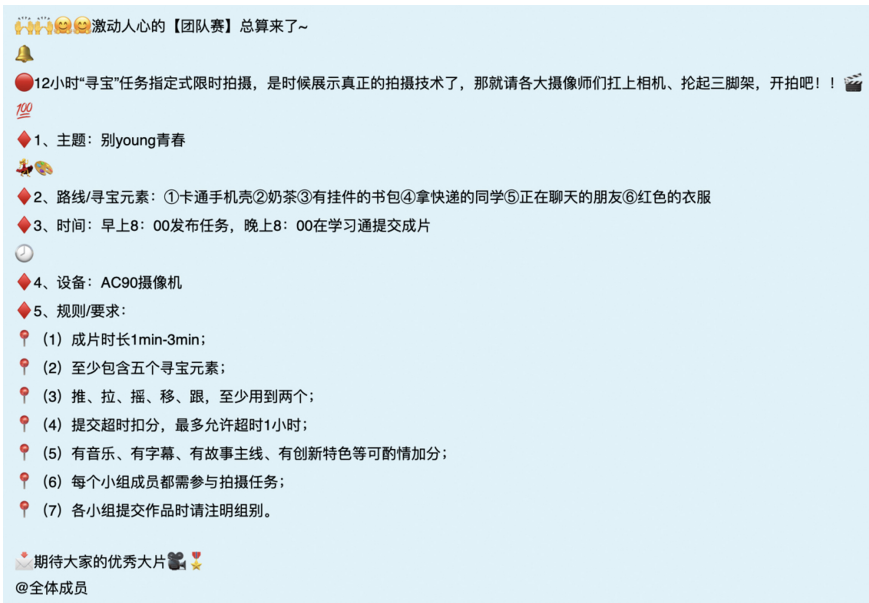 🙌🙌🤗🤗激动人心的【团队赛】总算来了~
🔔
🔴12小时“寻宝”任务指定式限时拍摄，是时候展示真正的拍摄技术了，那就请各大摄像师们扛上相机、抡起三脚架，开拍吧！！🎬
💯
♦️1、主题：别young青春
💃🎨
♦️2、路线/寻宝元素：①卡通手机壳②奶茶③有挂件的书包④拿快递的同学⑤正在聊天的朋友⑥红色的衣服
♦️3、时间：早上8：00发布任务，晚上8：00在学习通提交成片
🕗
♦️4、设备：AC90摄像机
♦️5、规则/要求：
📍（1）成片时长1min-3min；
📍（2）至少包含五个寻宝元素；
📍（3）推、拉、摇、移、跟，至少用到两个；
📍（4）提交超时扣分，最多允许超时1小时；
📍（5）有音乐、有字幕、有故事主线、有创新特色等可酌情加分；
📍（6）每个小组成员都需参与拍摄任务；
📍（7）各小组提交作品时请注明组别。
📩期待大家的优秀大片🎥🎖️
@全体成员